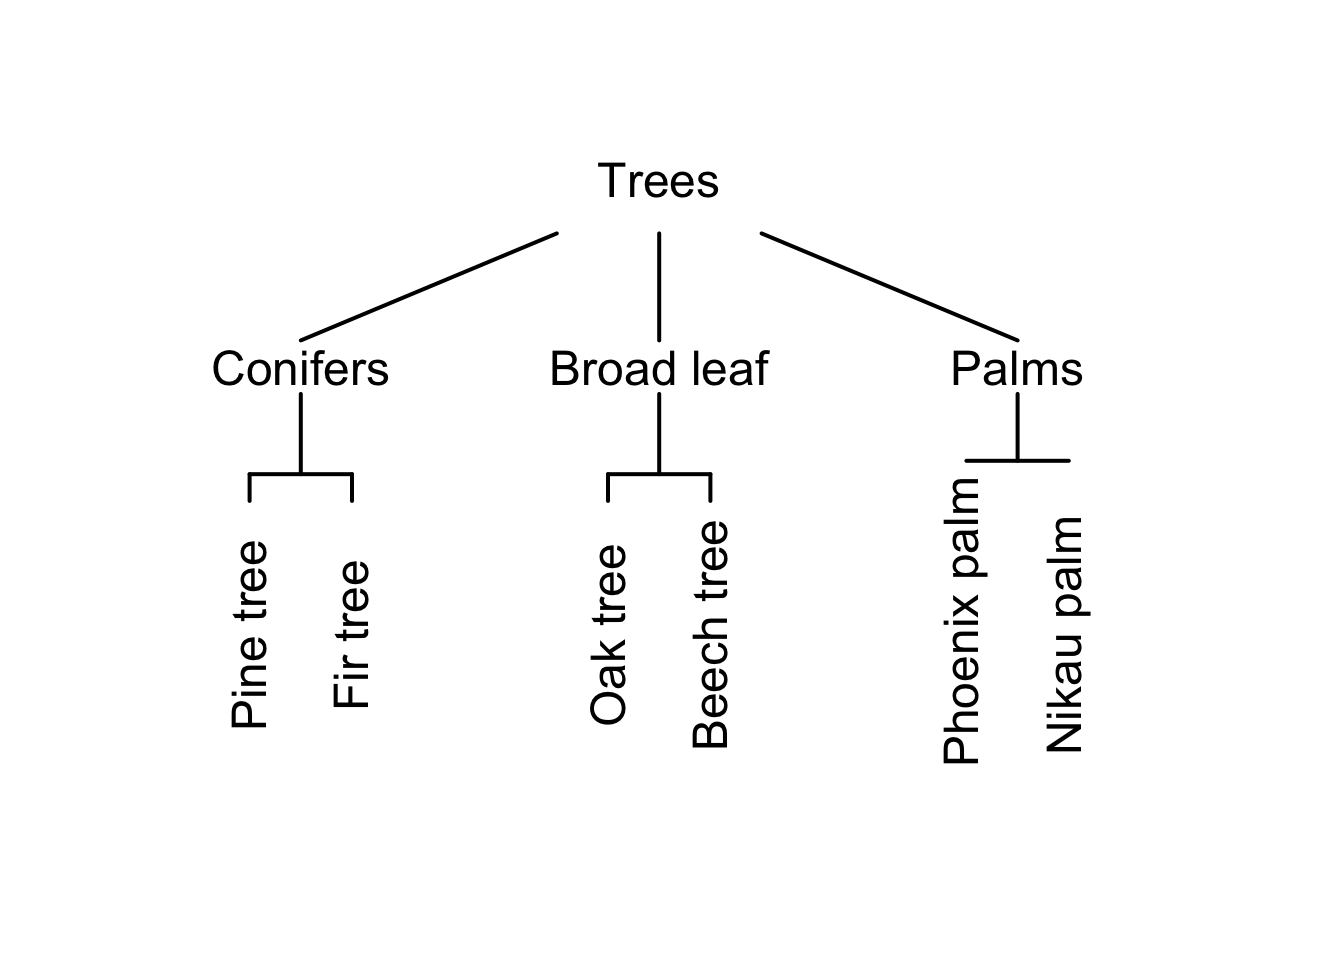 Trees
Conifers
Broad leaf
Palms
Pine tree
Fir tree
Oak tree
Beech tree
Phoenix palm
Nikau palm